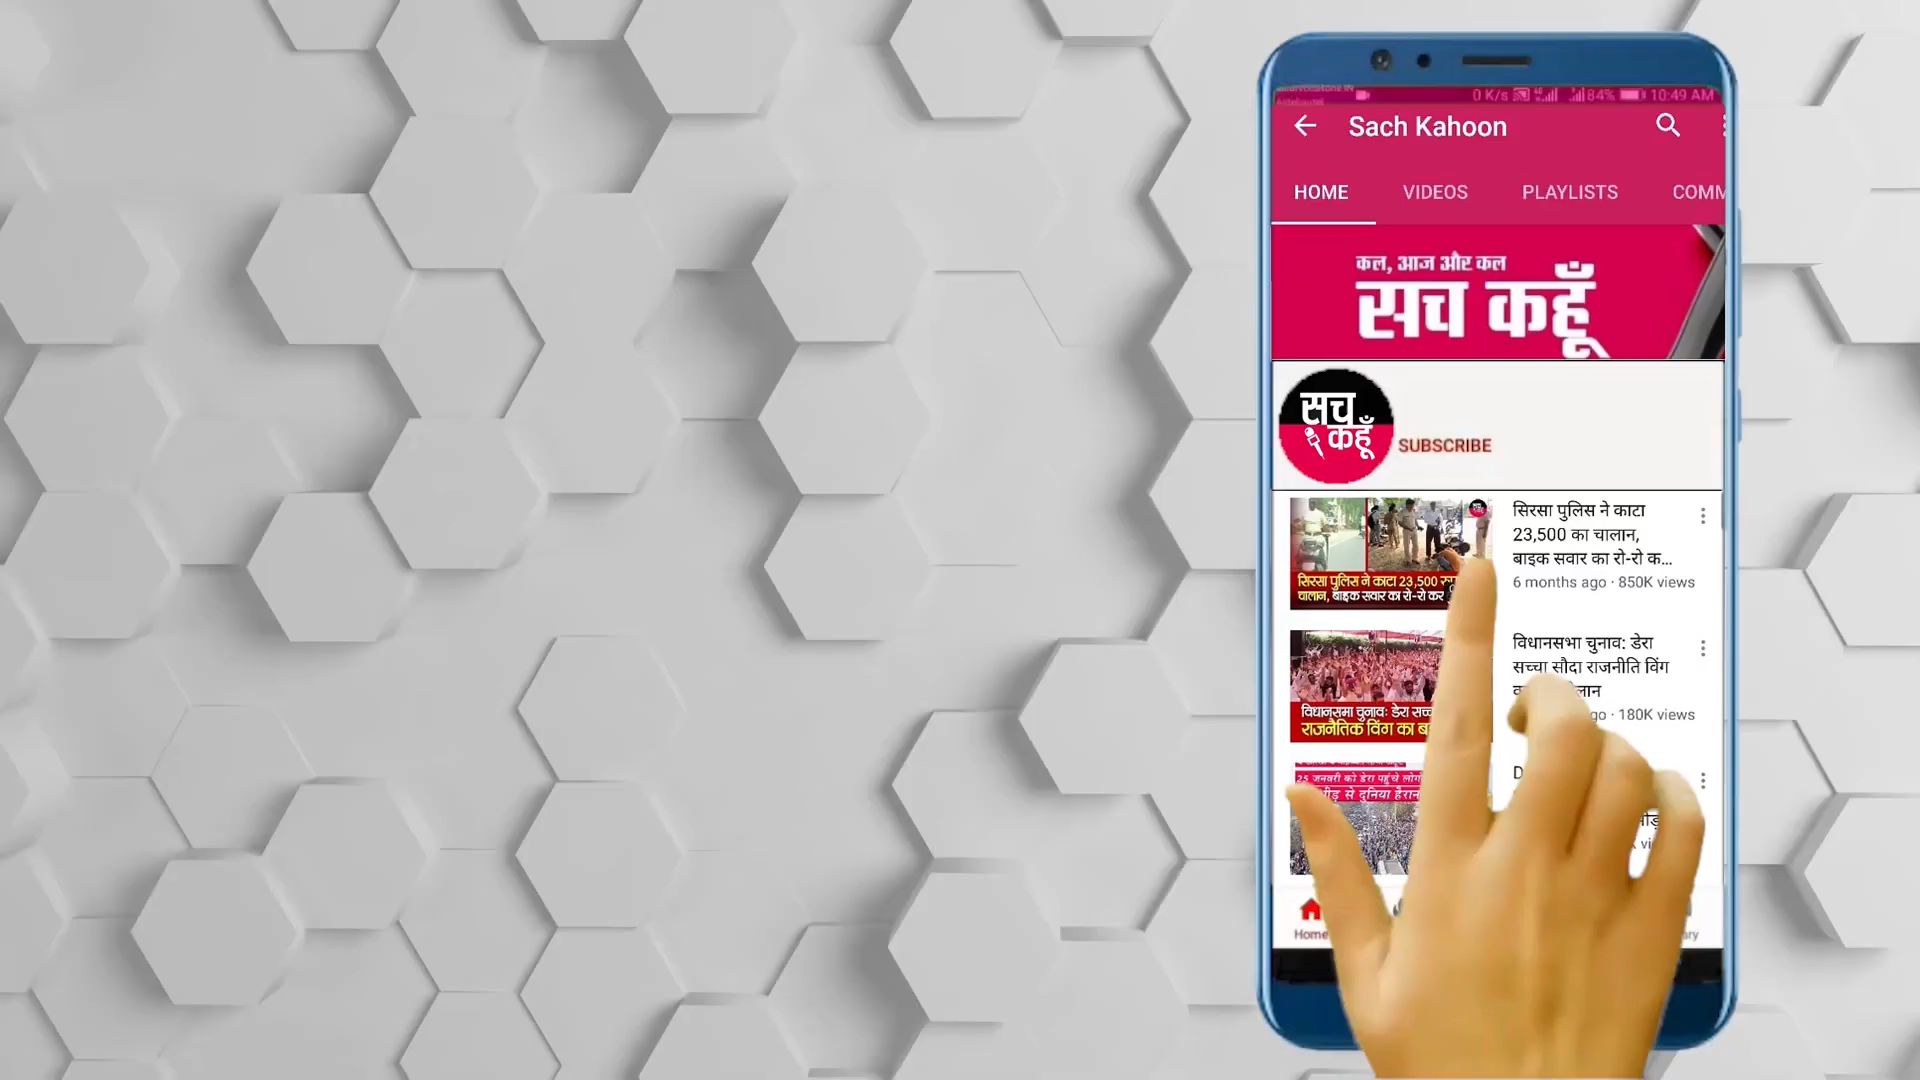 0 K/s 84% 10:49 AM
Sach Kahoon
HOME VIDEOS PLAYLISTS COMM
कल, आज और कल
सच कहूँ
सच
कहूँ
SUBSCRIBE
सिरसा पुलिस ने काटा 23,500
चालान, बाइक सवार का रो-रो कर
सिरसा पुलिस ने काटा
23,500 का चालान,
बाइक सवार का रो-रो क...
6 months ago · 850K views
विधानसभा चुनाव: डेरा
राजनैतिक विंग का
विधानसभा चुनाव: डेरा
सच्चा सौदा राजनीति विंग
180K views
25 जनवरी को डेरा पहुंचे
से दुनिया हैरान
Home